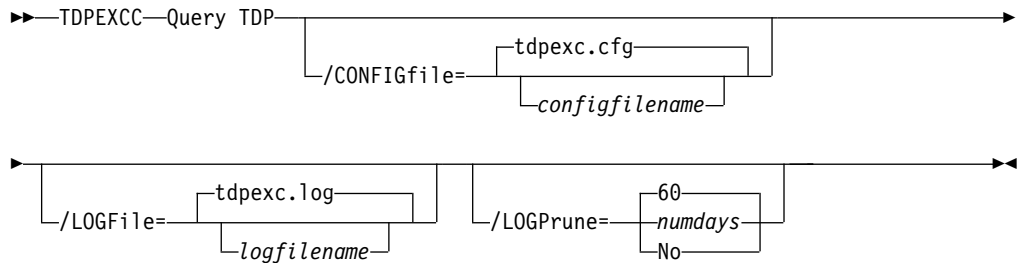 TDPEXCC Query TDP
tdpexc.cfg
/CONFIGfile=
configfilename
tdpexc.log
/LOGFile=
logfilename
60
/LOGPrune=
numdays
No